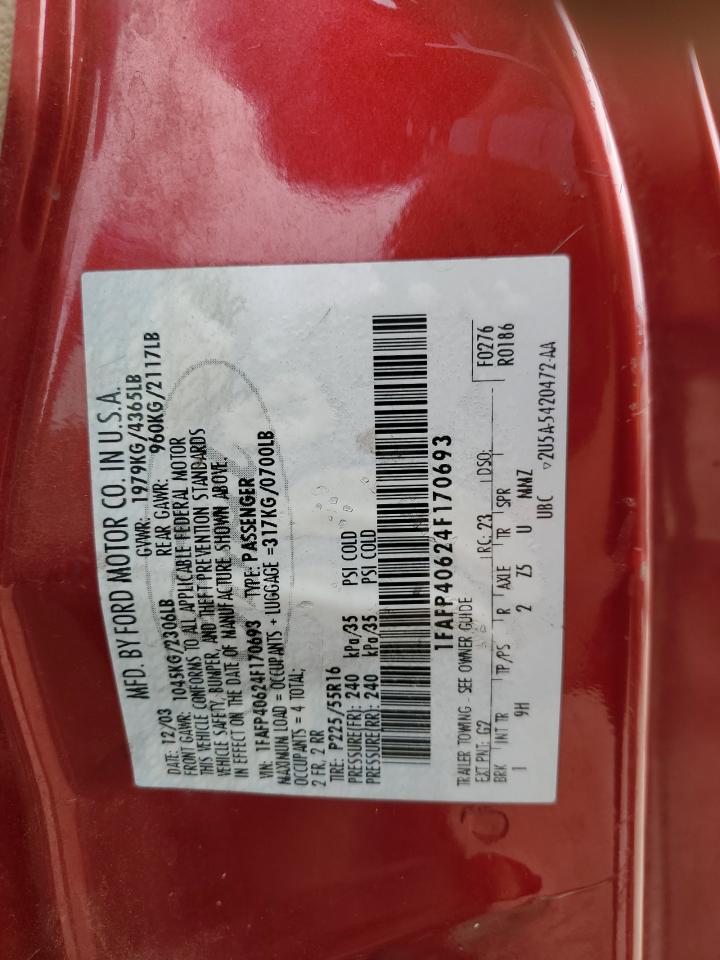 MFD. BY FORD MOTOR CO. IN U.S.A.
DATE: 12/03 GVWR: 1979KG/4365LB
FRONT GAWR: 1045KG/2306LB REAR GAWR: 960KG/2117LB
THIS VEHICLE CONFORMS TO ALL APPLICABLE FEDERAL MOTOR
VEHICLE SAFETY, BUMPER, AND THEFT PREVENTION STANDARDS
IN EFFECT ON THE DATE OF MANUFACTURE SHOWN ABOVE.
VIN: 1FAFP40624F170693 TYPE: PASSENGER
MAXIMUM LOAD = OCCUPANTS + LUGGAGE =317KG/0700LB
OCCUPANTS = 4 TOTAL;
2 FR, 2 RR
TIRE: P225/55R16
PRESSURE(FR): 240 kPa/35 PSI COLD
PRESSURE(RR): 240 kPa/35 PSI COLD
1FAFP40624F170693
TRAILER TOWING - SEE OWNER GUIDE
EXT PNT: G2 RC: 23 DSO: F0276
BRK INT TR TP/PS R AXLE TR SPR R0186
1 9H 2 Z5 U MMZ
UBC ▽2U5A-5420472-AA